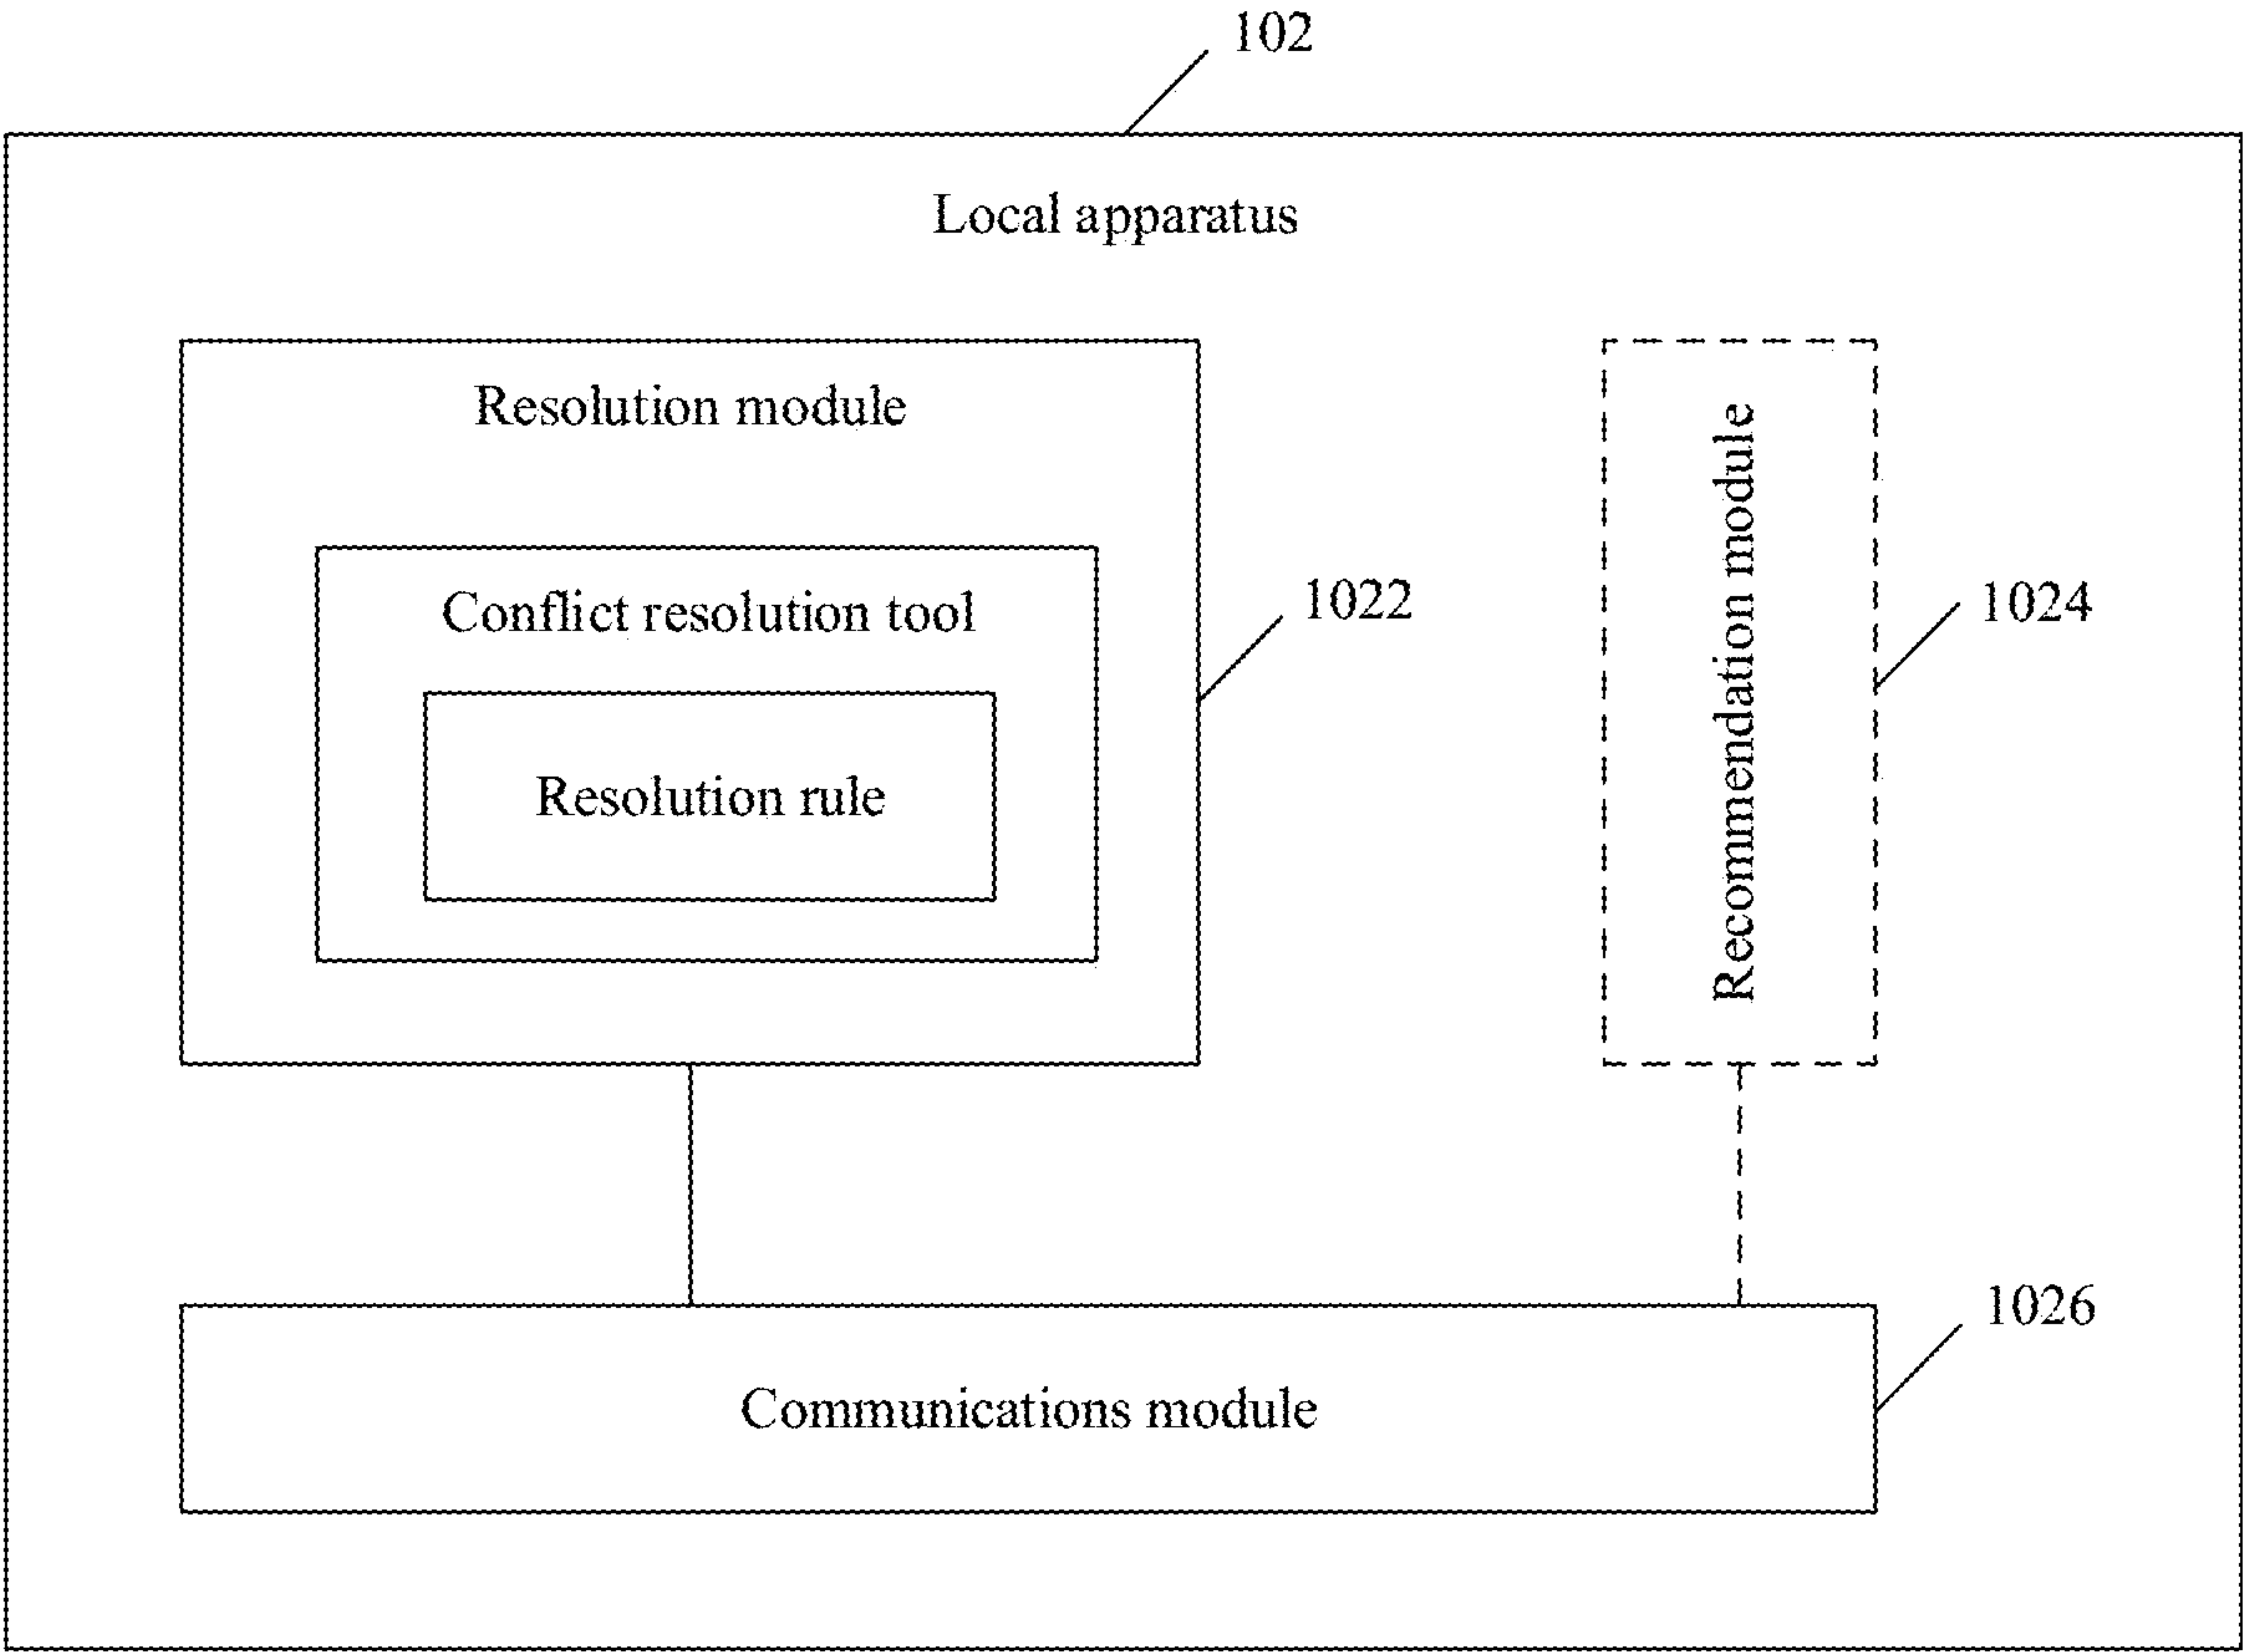 102
Local apparatus
Resolution module
Conflict resolution tool
Resolution rule
1022
Recommendation module
1024
Communications module
1026